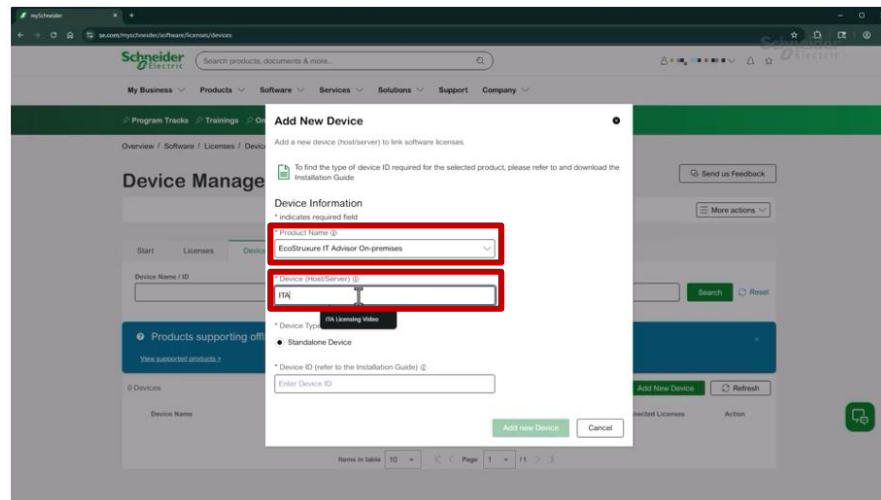 mySchneider
se.com/myschneider/software/licenses/devices
Schneider
Electric
Search products, documents & more...
My Business Products Software Services Solutions Support Company
Program Tracks Trainings On
Add New Device
Add a new device (host/server) to link software licenses.
Overview / Software / Licenses / Devic
To find the type of device ID required for the selected product, please refer to and download the
Installation Guide
Device Manage
Send us Feedback
Device Information
* indicates required field
More actions
* Product Name
EcoStruxure IT Advisor On-premises
Start Licenses Device
Device Name / ID
* Device (Host/Server)
ITA
Search Reset
ITA Licensing Video
* Device Type
Products supporting offl
Standalone Device
View supported products >
* Device ID (refer to the Installation Guide)
Enter Device ID
0 Devices
Add New Device Refresh
Device Name
nected Licenses Action
Add new Device Cancel
Items in table 10 Page 1 / 1